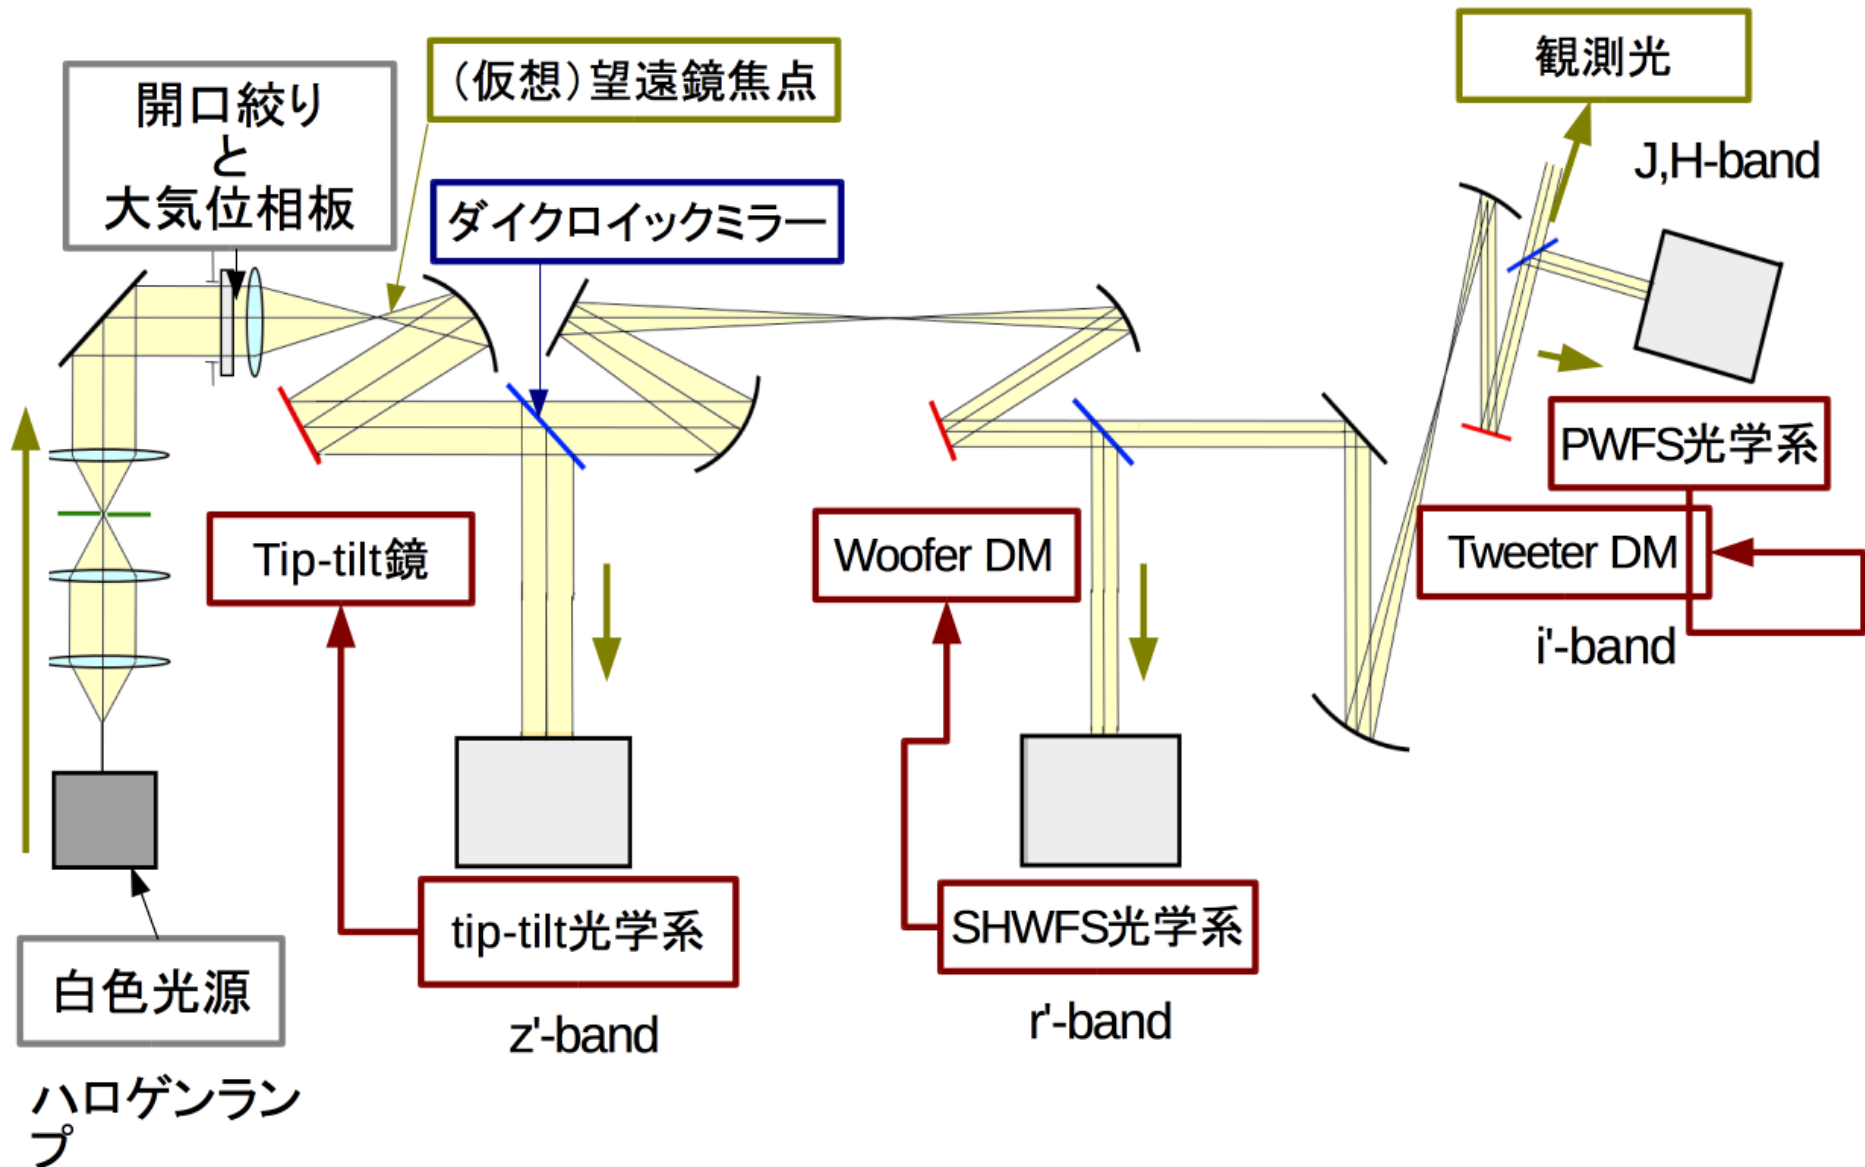 開口絞り
と
大気位相板
（仮想）望遠鏡焦点
ダイクロイックミラー
観測光
J,H-band
PWFS光学系
Tweeter DM
i'-band
Tip-tilt鏡
Woofer DM
tip-tilt光学系
z'-band
SHWFS光学系
r'-band
白色光源
ハロゲンラン
プ